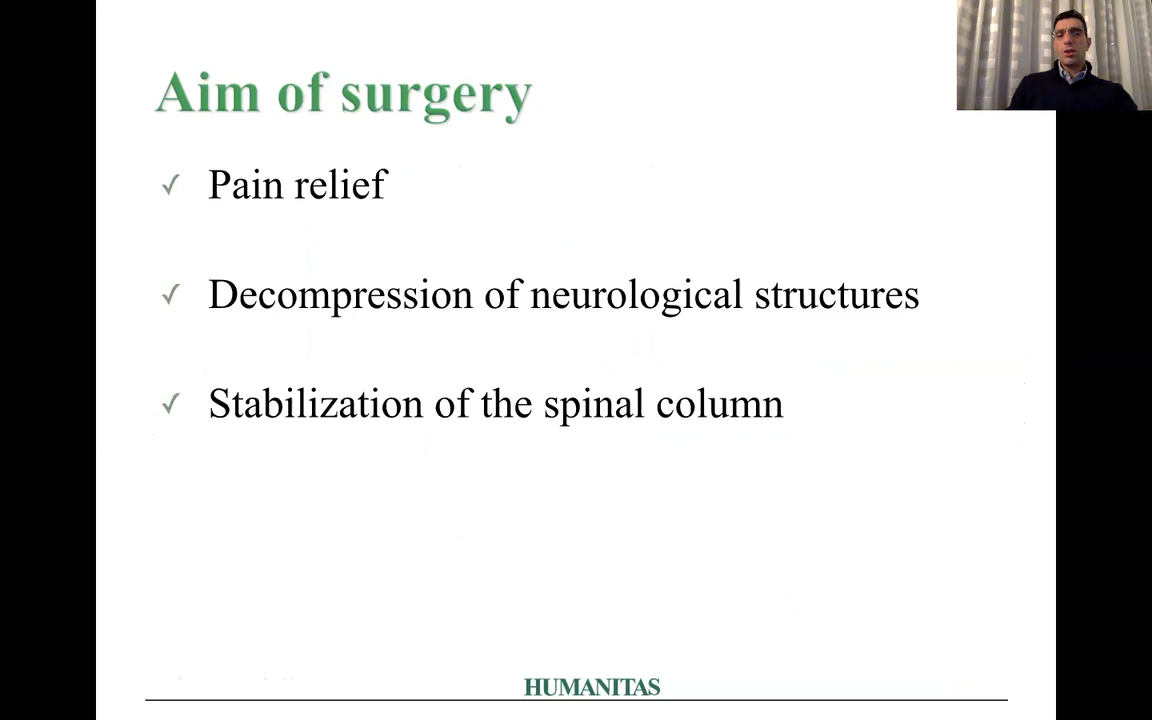 Aim of surgery
✓ Pain relief
✓ Decompression of neurological structures
✓ Stabilization of the spinal column
HUMANITAS